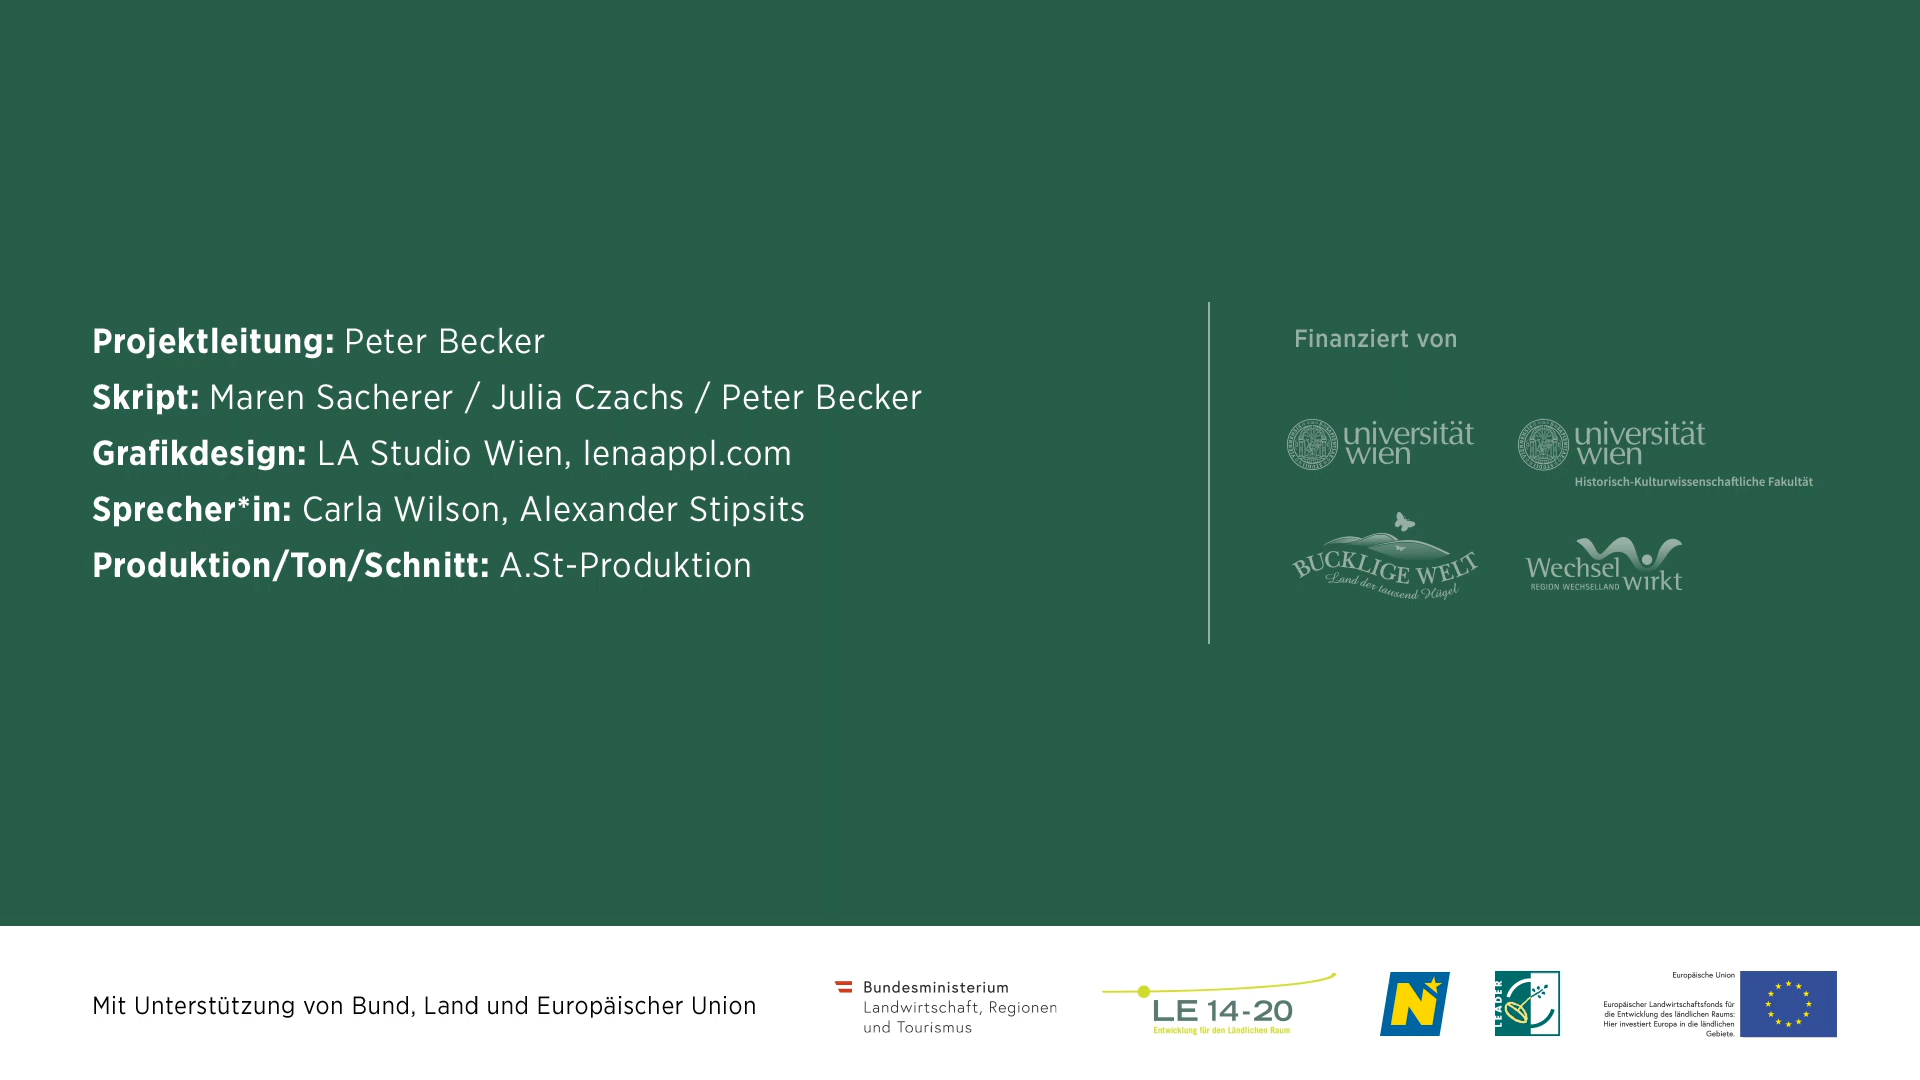 Projektleitung: Peter Becker
Skript: Maren Sacherer / Julia Czachs / Peter Becker
Grafikdesign: LA Studio Wien, lenaappl.com
Sprecher*in: Carla Wilson, Alexander Stipsits
Produktion/Ton/Schnitt: A.St-Produktion
Finanziert von
universität
wien
universität
wien
Historisch-Kulturwissenschaftliche Fakultät
BUCKLIGE WELT
Land der tausend Hügel
Wechsel
REGION WECHSELLAND wirkt
Mit Unterstützung von Bund, Land und Europäischer Union
Bundesministerium
Landwirtschaft, Regionen
und Tourismus
LE 14-20
Entwicklung für den Ländlichen Raum
N
LEADER
Europäische Union
Europäischer Landwirtschaftsfonds für
die Entwicklung des ländlichen Raums:
Hier investiert Europa in die ländlichen
Gebiete.